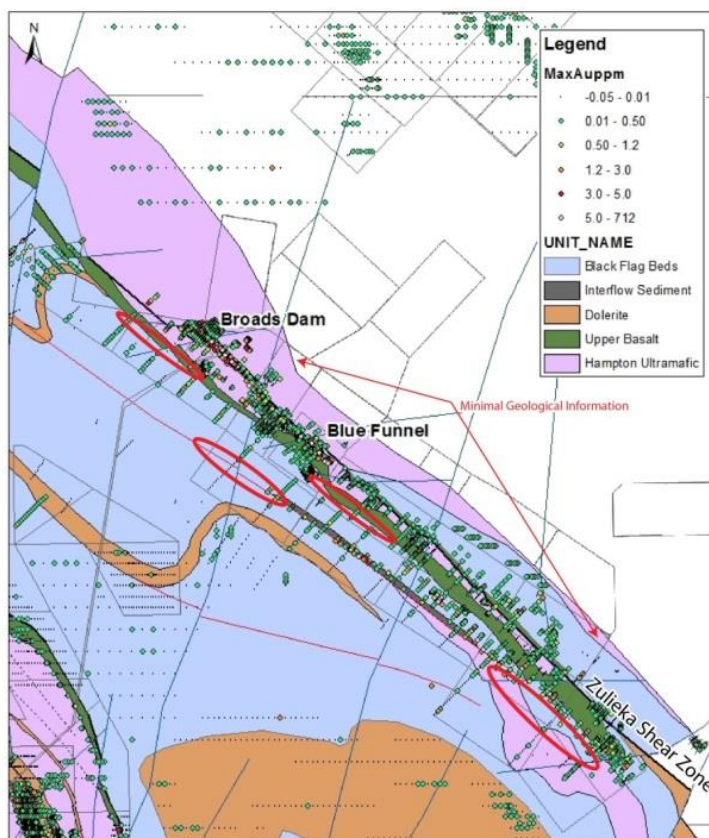 N
Legend
MaxAuppm
-0.05 - 0.01
0.01 - 0.50
0.50 - 1.2
1.2 - 3.0
3.0 - 5.0
5.0 - 712
UNIT_NAME
Black Flag Beds
Interflow Sediment
Dolerite
Upper Basalt
Hampton Ultramafic
Broads Dam
Minimal Geological Information
Blue Funnel
Zulieka Shear Zone